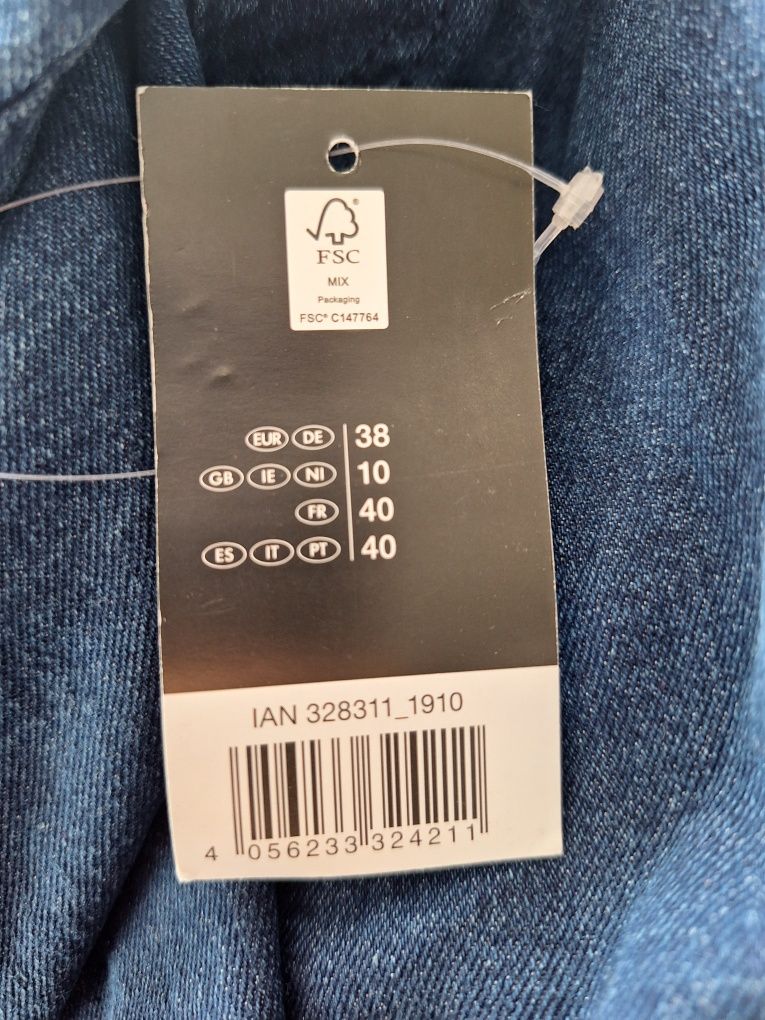 FSC®
MIX
Packaging
FSC® C147764
EUR DE 38
GB IE NI 10
FR 40
ES IT PT 40
IAN 328311_1910
4 056233 324211